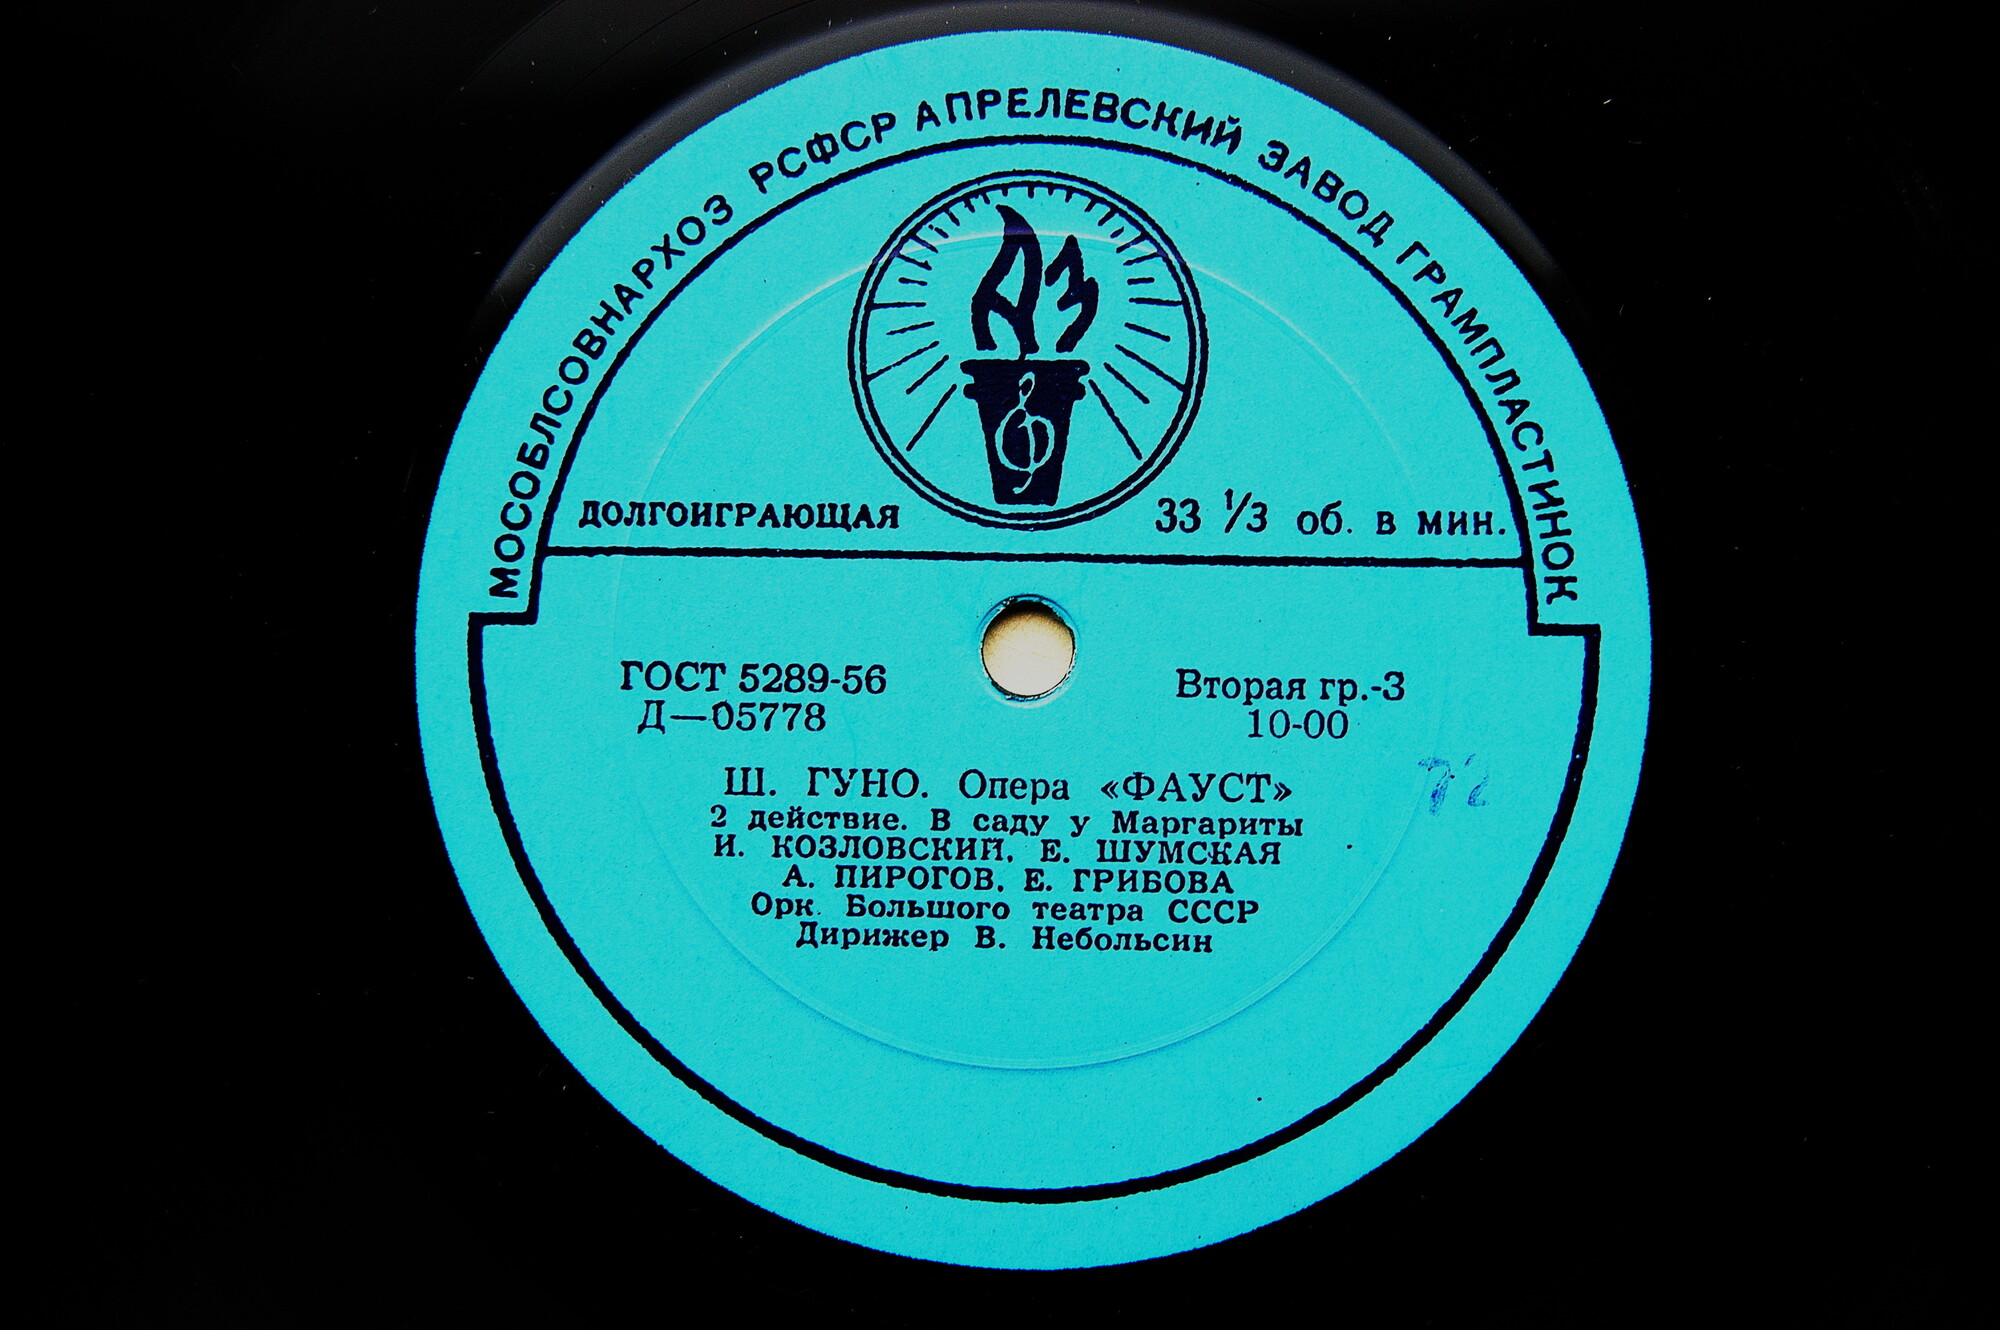 МОСОБЛСОВНАРХОЗ РСФСР АПРЕЛЕВСКИЙ ЗАВОД ГРАМПЛАСТИНОК
АЗ
ДОЛГОИГРАЮЩАЯ 33 1/3 об. в мин.
ГОСТ 5289-56 Вторая гр.-3
Д—05778 10-00
Ш. ГУНО. Опера «ФАУСТ»
2 действие. В саду у Маргариты
И. КОЗЛОВСКИЙ, Е. ШУМСКАЯ
А. ПИРОГОВ, Е. ГРИБОВА
Орк. Большого театра СССР
Дирижер В. Небольсин